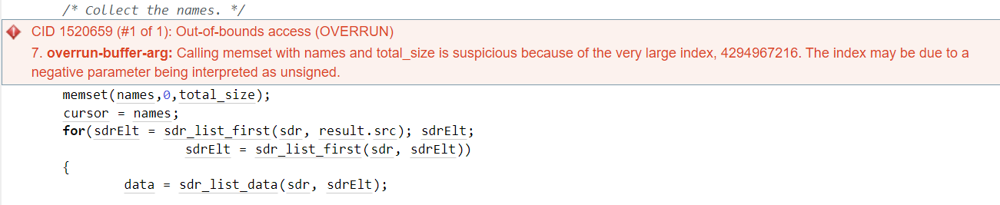 /* Collect the names. */
CID 1520659 (#1 of 1): Out-of-bounds access (OVERRUN)
7. overrun-buffer-arg: Calling memset with names and total_size is suspicious because of the very large index, 4294967216. The index may be due to a
negative parameter being interpreted as unsigned.
memset(names,0,total_size);
cursor = names;
for(sdrElt = sdr_list_first(sdr, result.src); sdrElt;
sdrElt = sdr_list_first(sdr, sdrElt))
{
data = sdr_list_data(sdr, sdrElt);